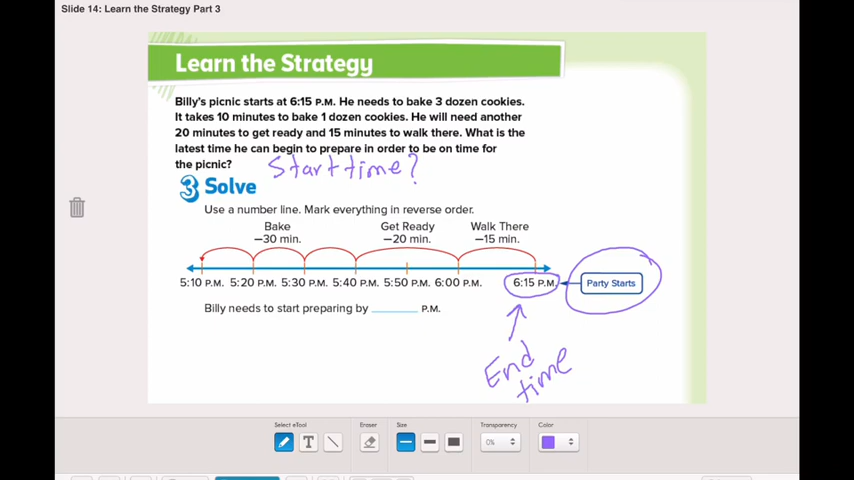 Slide 14: Learn the Strategy Part 3
Learn the Strategy
Billy's picnic starts at 6:15 P.M. He needs to bake 3 dozen cookies.
It takes 10 minutes to bake 1 dozen cookies. He will need another
20 minutes to get ready and 15 minutes to walk there. What is the
latest time he can begin to prepare in order to be on time for
the picnic?
Start time?
3 Solve
Use a number line. Mark everything in reverse order.
Bake Get Ready Walk There
−30 min. −20 min. −15 min.
5:10 P.M. 5:20 P.M. 5:30 P.M. 5:40 P.M. 5:50 P.M. 6:00 P.M. 6:15 P.M. Party Starts
Billy needs to start preparing by ______ P.M.
End
time
Select eTool Eraser Size Transparency Color
T 0%